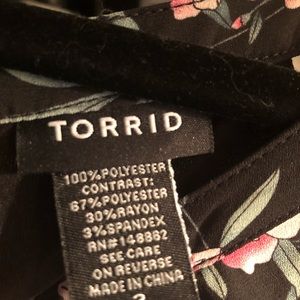 TORRID
100% POLYESTER
CONTRAST:
67% POLYESTER
30% RAYON
3% SPANDEX
RN# 148882
SEE CARE
ON REVERSE
MADE IN CHINA